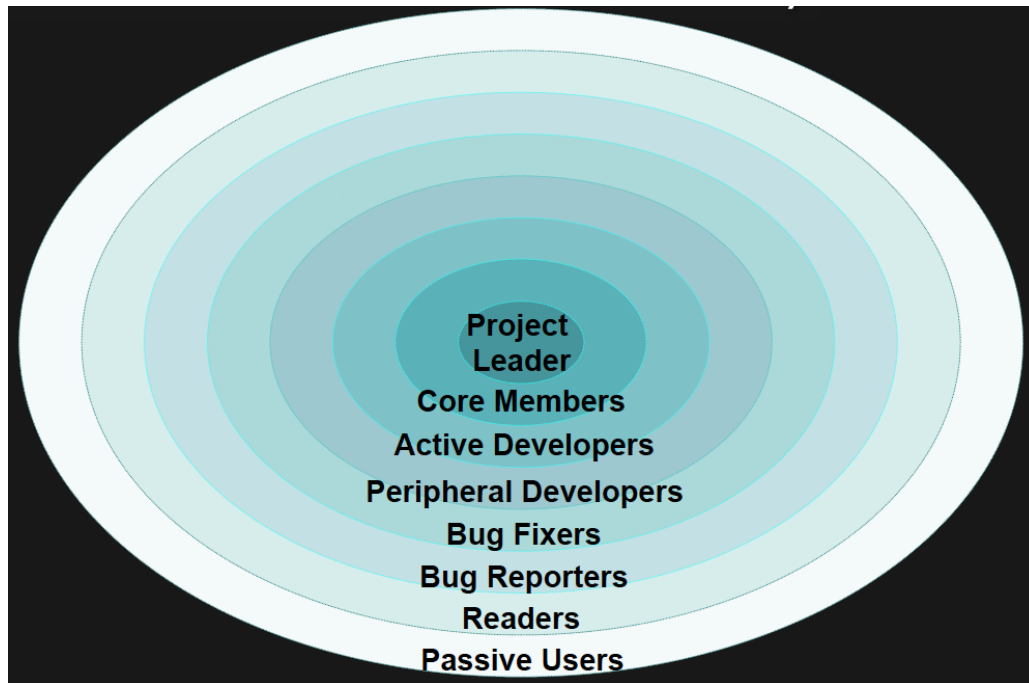 Project
Leader
Core Members
Active Developers
Peripheral Developers
Bug Fixers
Bug Reporters
Readers
Passive Users